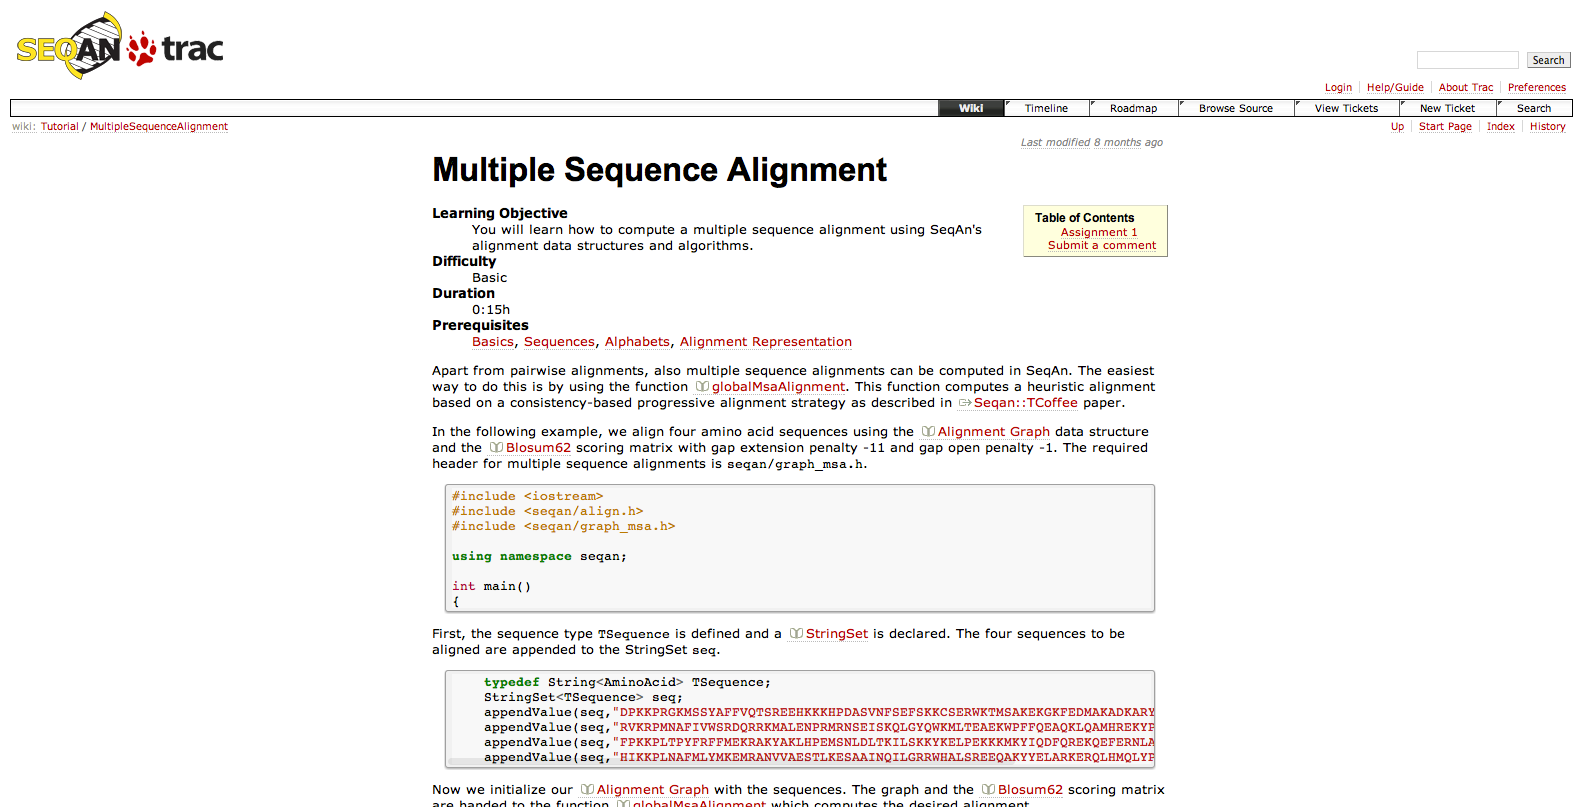 SEQAN trac
Search
Login Help/Guide About Trac Preferences
Wiki Timeline Roadmap Browse Source View Tickets New Ticket Search
wiki: Tutorial / MultipleSequenceAlignment
Up Start Page Index History
Last modified 8 months ago
Multiple Sequence Alignment
Table of Contents
Assignment 1
Submit a comment
Learning Objective
You will learn how to compute a multiple sequence alignment using SeqAn's
alignment data structures and algorithms.
Difficulty
Basic
Duration
0:15h
Prerequisites
Basics, Sequences, Alphabets, Alignment Representation
Apart from pairwise alignments, also multiple sequence alignments can be computed in SeqAn. The easiest
way to do this is by using the function globalMsaAlignment. This function computes a heuristic alignment
based on a consistency-based progressive alignment strategy as described in Seqan::TCoffee paper.
In the following example, we align four amino acid sequences using the Alignment Graph data structure
and the Blosum62 scoring matrix with gap extension penalty -11 and gap open penalty -1. The required
header for multiple sequence alignments is seqan/graph_msa.h.
#include <iostream>
#include <seqan/align.h>
#include <seqan/graph_msa.h>
using namespace seqan;
int main()
{
First, the sequence type TSequence is defined and a StringSet is declared. The four sequences to be
aligned are appended to the StringSet seq.
typedef String<AminoAcid> TSequence;
StringSet<TSequence> seq;
appendValue(seq,"DPKKPRGKMSSYAFFVQTSREEHKKKHPDASVNFSEFSKKCSERWKTMSAKEKGKFEDMAKADKARY
appendValue(seq,"RVKRPMNAFIVWSRDQRRKMALENPRMRNSEISKQLGYQWKMLTEAEKWPFFQEAQKLQAMHREKYP
appendValue(seq,"FPKKPLTPYFRFFMEKRAKYAKLHPEMSNLDLTKILSKKYKELPEKKKMKYIQDFQREKQEFERNLA
appendValue(seq,"HIKKPLNAFMLYMKEMRANVVAESTLKESAAINQILGRRWHALSREEQAKYYELARKERQLHMQLYP
Now we initialize our Alignment Graph with the sequences. The graph and the Blosum62 scoring matrix
are handed to the function globalMsaAlignment which computes the desired alignment.